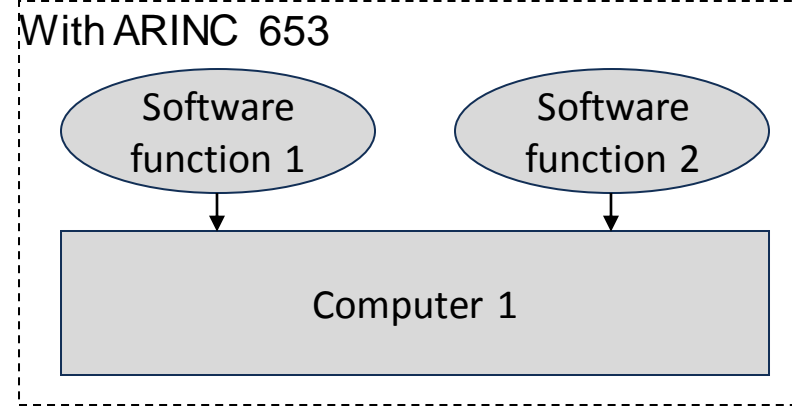 With ARINC 653
Software
function 1
Software
function 2
Computer 1